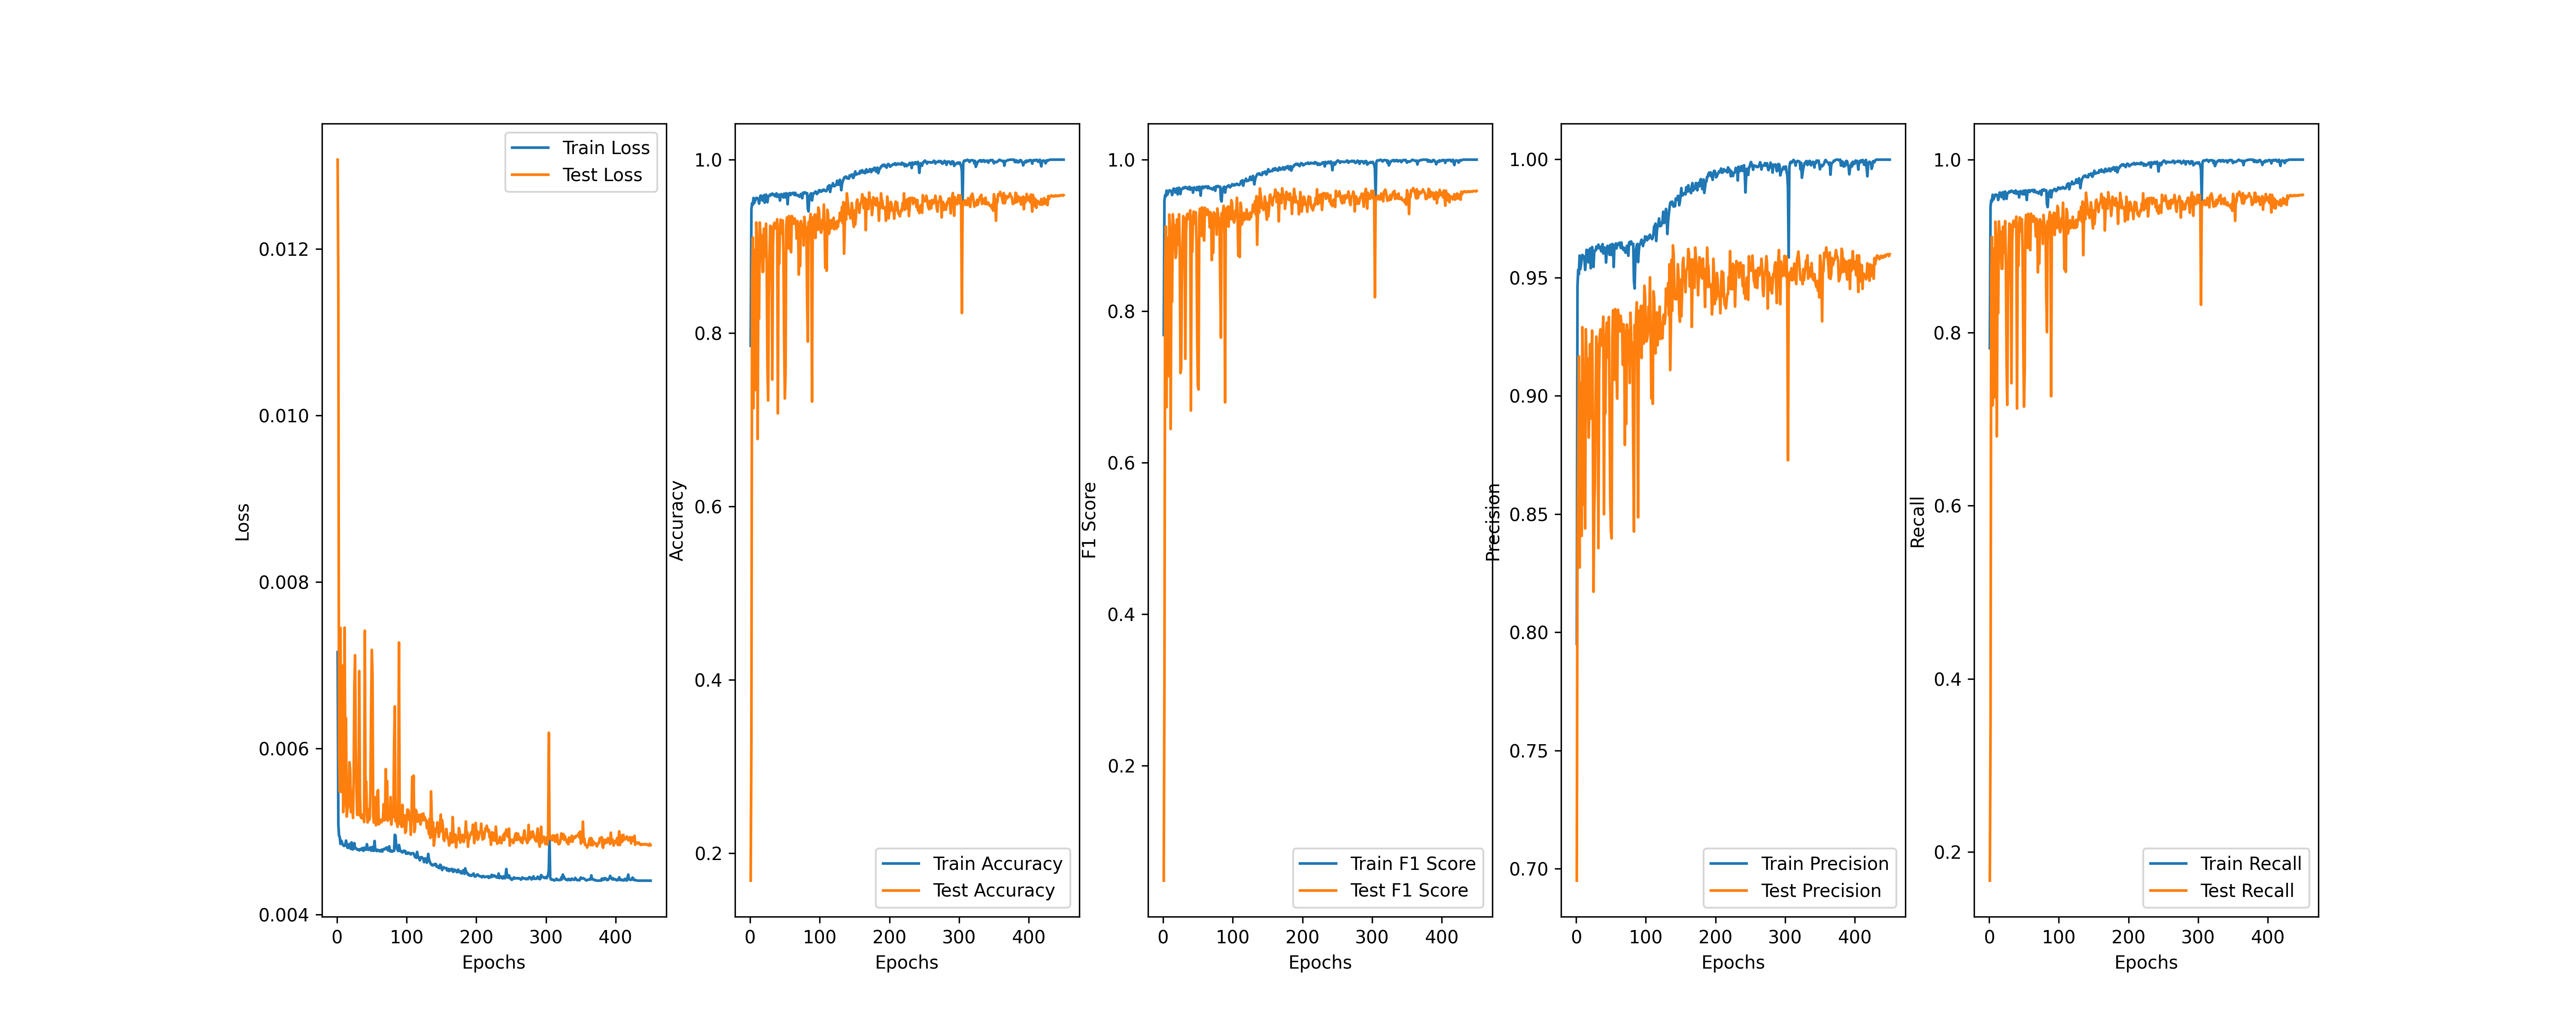 Loss
0.012
0.010
0.008
0.006
0.004
0 100 200 300 400
Epochs
Train Loss
Test Loss
Accuracy
1.0
0.8
0.6
0.4
0.2
0 100 200 300 400
Epochs
Train Accuracy
Test Accuracy
F1 Score
1.0
0.8
0.6
0.4
0.2
0 100 200 300 400
Epochs
Train F1 Score
Test F1 Score
Precision
1.00
0.95
0.90
0.85
0.80
0.75
0.70
0 100 200 300 400
Epochs
Train Precision
Test Precision
Recall
1.0
0.8
0.6
0.4
0.2
0 100 200 300 400
Epochs
Train Recall
Test Recall